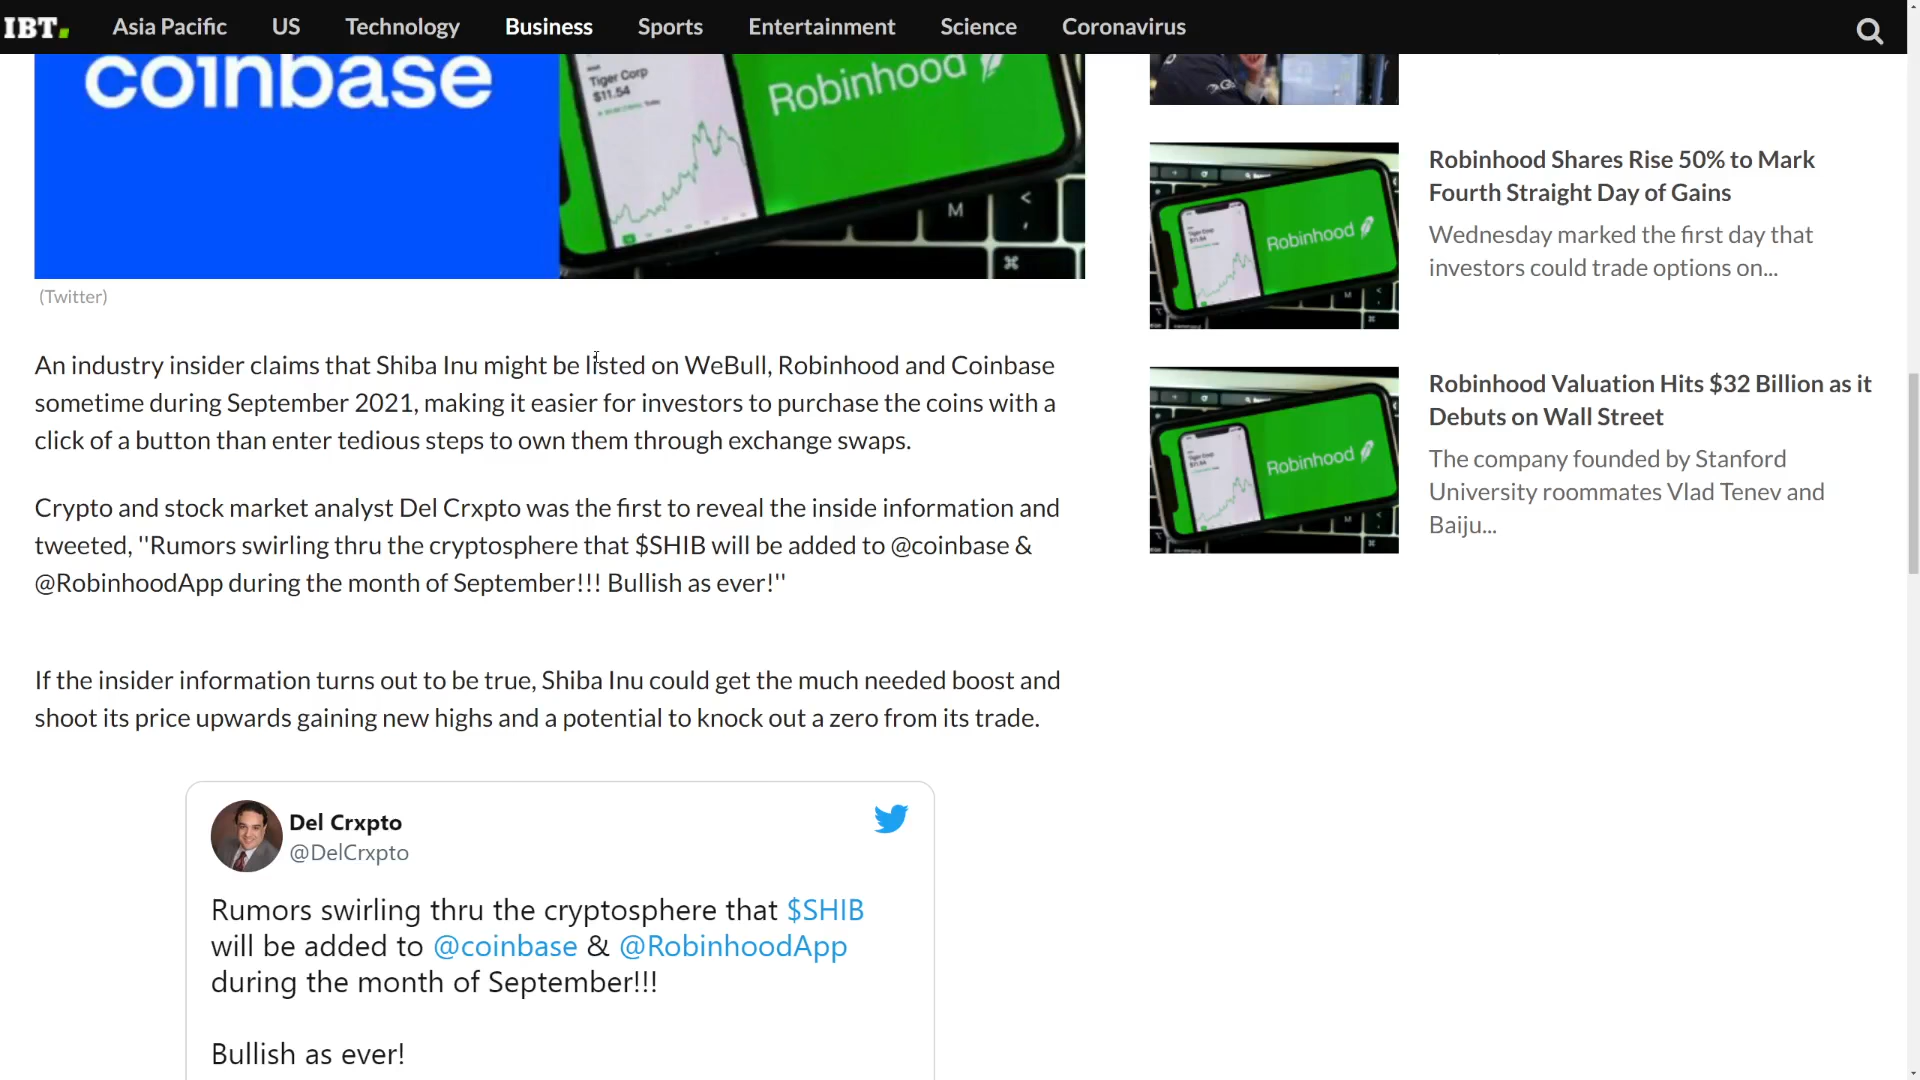 IBT.
Asia Pacific
US
Technology
Business
Sports
Entertainment
Science
Coronavirus
coinbase
Tiger Corp
$11.54
Robinhood
M
<
,
⌘
(Twitter)
An industry insider claims that Shiba Inu might be listed on WeBull, Robinhood and Coinbase
sometime during September 2021, making it easier for investors to purchase the coins with a
click of a button than enter tedious steps to own them through exchange swaps.
Crypto and stock market analyst Del Crxpto was the first to reveal the inside information and
tweeted, ''Rumors swirling thru the cryptosphere that $SHIB will be added to @coinbase &
@RobinhoodApp during the month of September!!! Bullish as ever!''
If the insider information turns out to be true, Shiba Inu could get the much needed boost and
shoot its price upwards gaining new highs and a potential to knock out a zero from its trade.
Del Crxpto
@DelCrxpto
Rumors swirling thru the cryptosphere that $SHIB
will be added to @coinbase & @RobinhoodApp
during the month of September!!!
Bullish as ever!
Robinhood
Robinhood Shares Rise 50% to Mark
Fourth Straight Day of Gains
Wednesday marked the first day that
investors could trade options on...
Robinhood
Robinhood Valuation Hits $32 Billion as it
Debuts on Wall Street
The company founded by Stanford
University roommates Vlad Tenev and
Baiju...